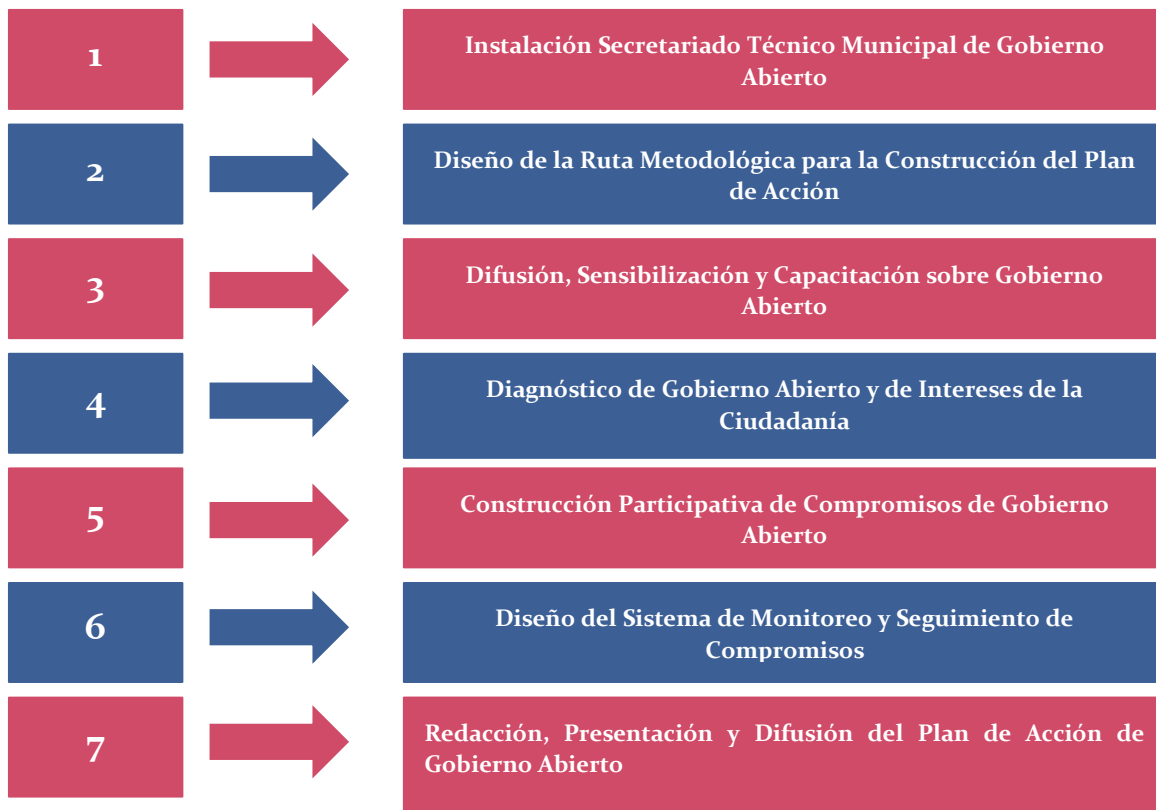 1
Instalación Secretariado Técnico Municipal de Gobierno
Abierto
2
Diseño de la Ruta Metodológica para la Construcción del Plan
de Acción
3
Difusión, Sensibilización y Capacitación sobre Gobierno
Abierto
4
Diagnóstico de Gobierno Abierto y de Intereses de la
Ciudadanía
5
Construcción Participativa de Compromisos de Gobierno
Abierto
6
Diseño del Sistema de Monitoreo y Seguimiento de
Compromisos
7
Redacción, Presentación y Difusión del Plan de Acción de
Gobierno Abierto